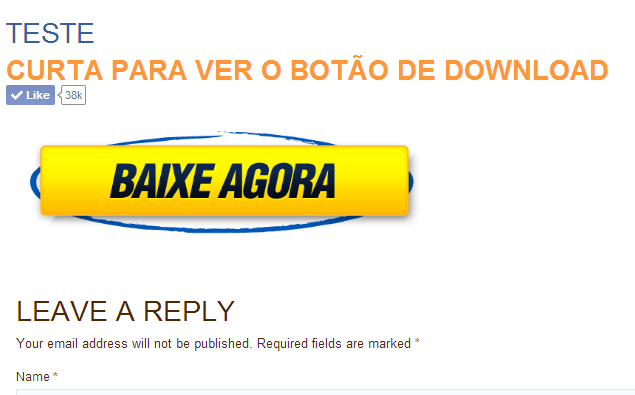 TESTE
CURTA PARA VER O BOTÃO DE DOWNLOAD
Like 38k
BAIXE AGORA
LEAVE A REPLY
Your email address will not be published. Required fields are marked *
Name *